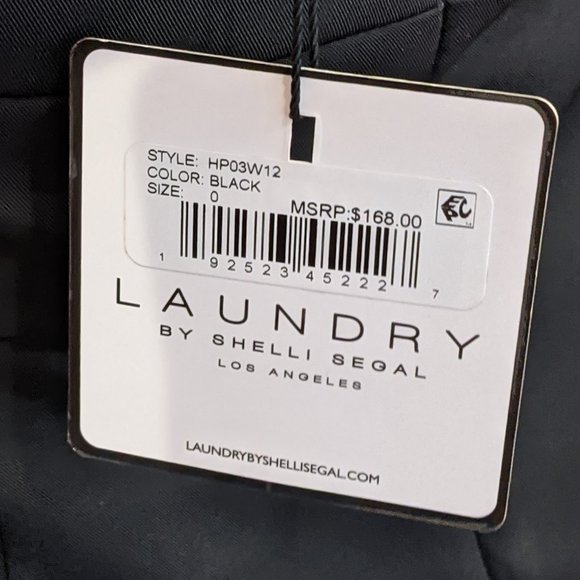 STYLE: HP03W12
COLOR: BLACK
SIZE: 0
MSRP:$168.00
1 92523 45222 7
LAUNDRY
BY SHELLI SEGAL
LOS ANGELES
LAUNDRYBYSHELLISEGAL.COM